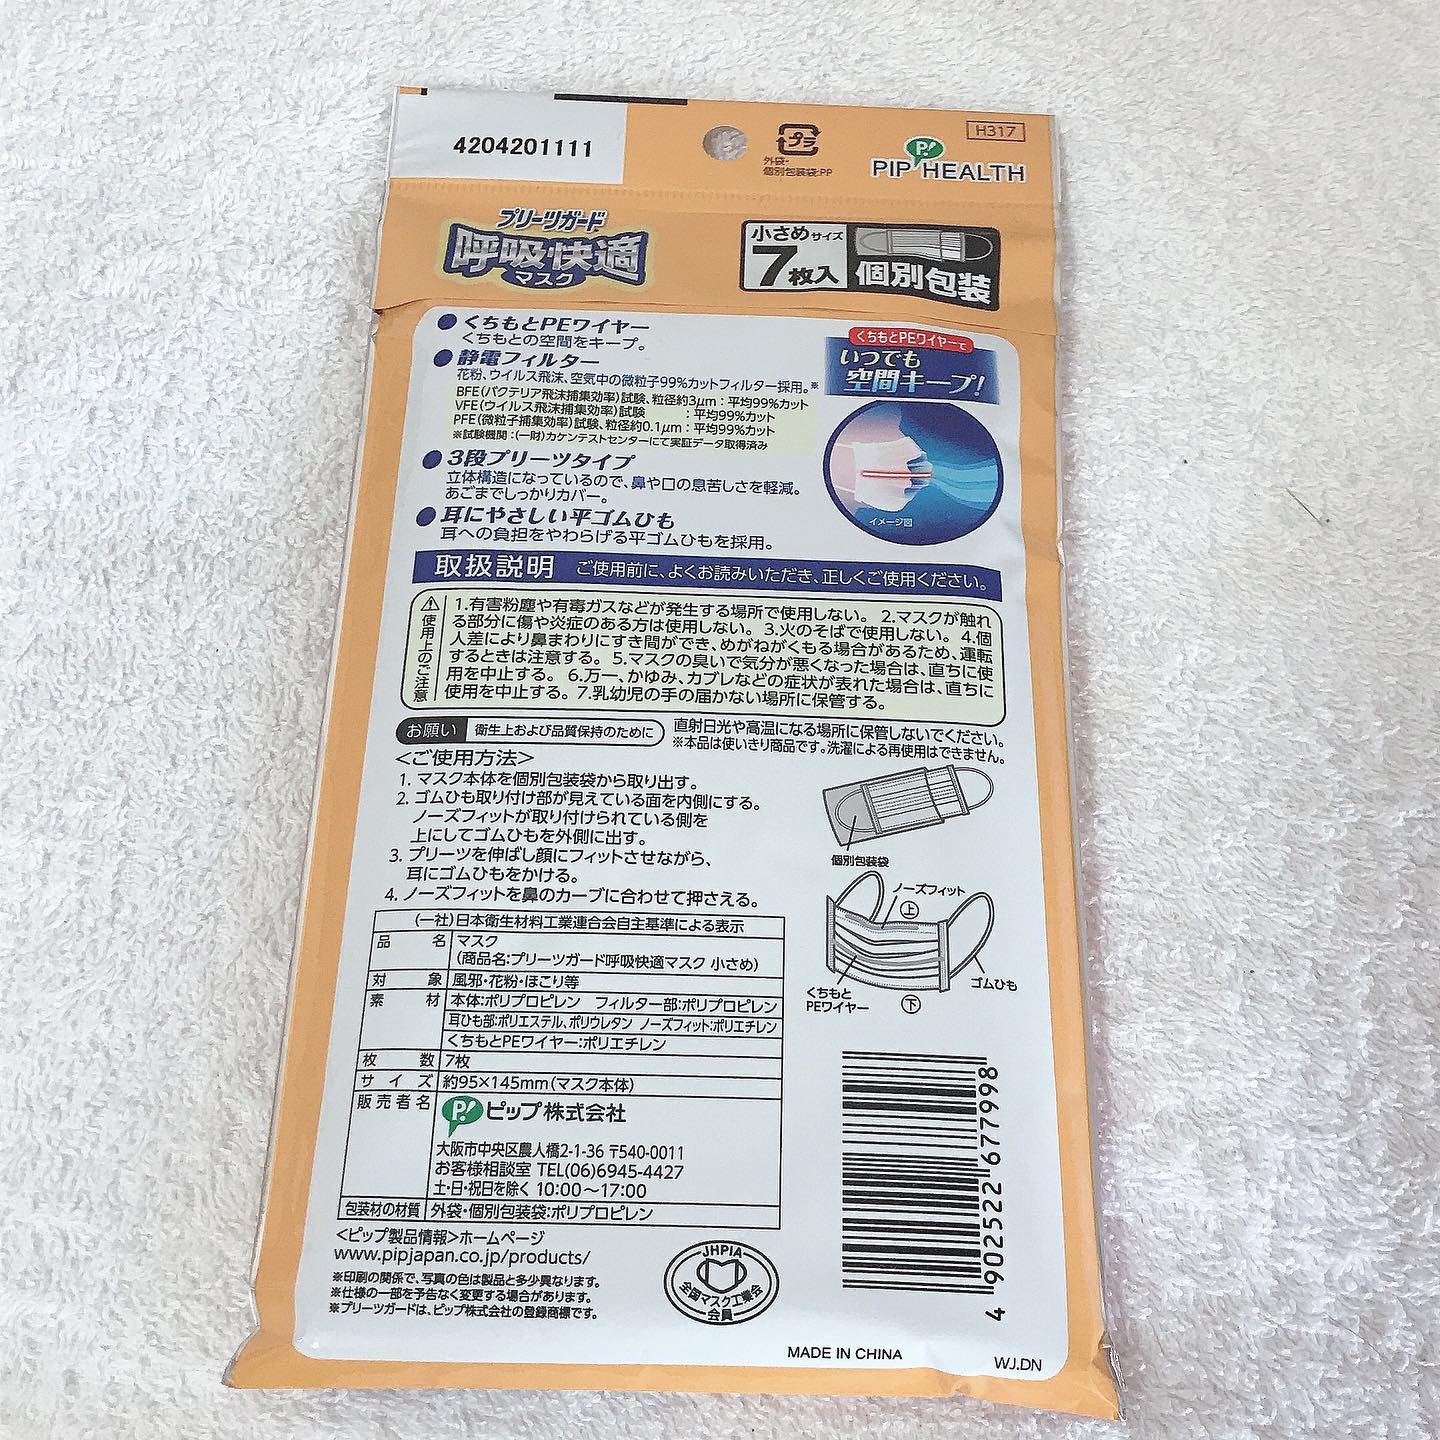 4204201111
プラ
外袋・
個別包装袋:PP
H317
P!
PIP HEALTH
プリーツガード
呼吸快適
マスク
小さめサイズ
7枚入
個別包装
●くちもとPEワイヤー
くちもとの空間をキープ。
●静電フィルター
花粉、ウイルス飛沫、空気中の微粒子99%カットフィルター採用。※
BFE(バクテリア飛沫捕集効率)試験、粒径約3μm:平均99%カット
VFE(ウイルス飛沫捕集効率)試験 :平均99%カット
PFE(微粒子捕集効率)試験、粒径約0.1μm:平均99%カット
※試験機関:(一財)カケンテストセンターにて実証データ取得済み
●3段プリーツタイプ
立体構造になっているので、鼻や口の息苦しさを軽減。
あごまでしっかりカバー。
●耳にやさしい平ゴムひも
耳への負担をやわらげる平ゴムひもを採用。
くちもとPEワイヤーで
いつでも
空間キープ!
イメージ図
取扱説明 ご使用前に、よくお読みいただき、正しくご使用ください。
⚠使用上のご注意
1.有害粉塵や有毒ガスなどが発生する場所で使用しない。 2.マスクが触れ
る部分に傷や炎症のある方は使用しない。 3.火のそばで使用しない。 4.個
人差により鼻まわりにすき間ができ、めがねがくもる場合があるため、運転
するときは注意する。 5.マスクの臭いで気分が悪くなった場合は、直ちに使
用を中止する。 6.万一、かゆみ、カブレなどの症状が表れた場合は、直ちに
使用を中止する。 7.乳幼児の手の届かない場所に保管する。
お願い 衛生上および品質保持のために
直射日光や高温になる場所に保管しないでください。
※本品は使いきり商品です。洗濯による再使用はできません。
<ご使用方法>
1. マスク本体を個別包装袋から取り出す。
2. ゴムひも取り付け部が見えている面を内側にする。
ノーズフィットが取り付けられている側を
上にしてゴムひもを外側に出す。
3. プリーツを伸ばし顔にフィットさせながら、
耳にゴムひもをかける。
4. ノーズフィットを鼻のカーブに合わせて押さえる。
個別包装袋
ノーズフィット
上
くちもと
PEワイヤー
下
ゴムひも
(一社)日本衛生材料工業連合会自主基準による表示
品名 マスク
(商品名:プリーツガード呼吸快適マスク 小さめ)
対象 風邪・花粉・ほこり等
素材 本体:ポリプロピレン フィルター部:ポリプロピレン
耳ひも部:ポリエステル、ポリウレタン ノーズフィット:ポリエチレン
くちもとPEワイヤー:ポリエチレン
枚数 7枚
サイズ 約95×145mm(マスク本体)
販売者名 P!ピップ株式会社
大阪市中央区農人橋2-1-36 〒540-0011
お客様相談室 TEL(06)6945-4427
土・日・祝日を除く 10:00~17:00
包装材の材質 外袋・個別包装袋:ポリプロピレン
<ピップ製品情報>ホームページ
www.pipjapan.co.jp/products/
※印刷の関係で、写真の色は製品と多少異なります。
※仕様の一部を予告なく変更する場合があります。
※プリーツガードは、ピップ株式会社の登録商標です。
JHPIA
全国マスク工業会
会員
4 902522 677998
MADE IN CHINA
WJ.DN